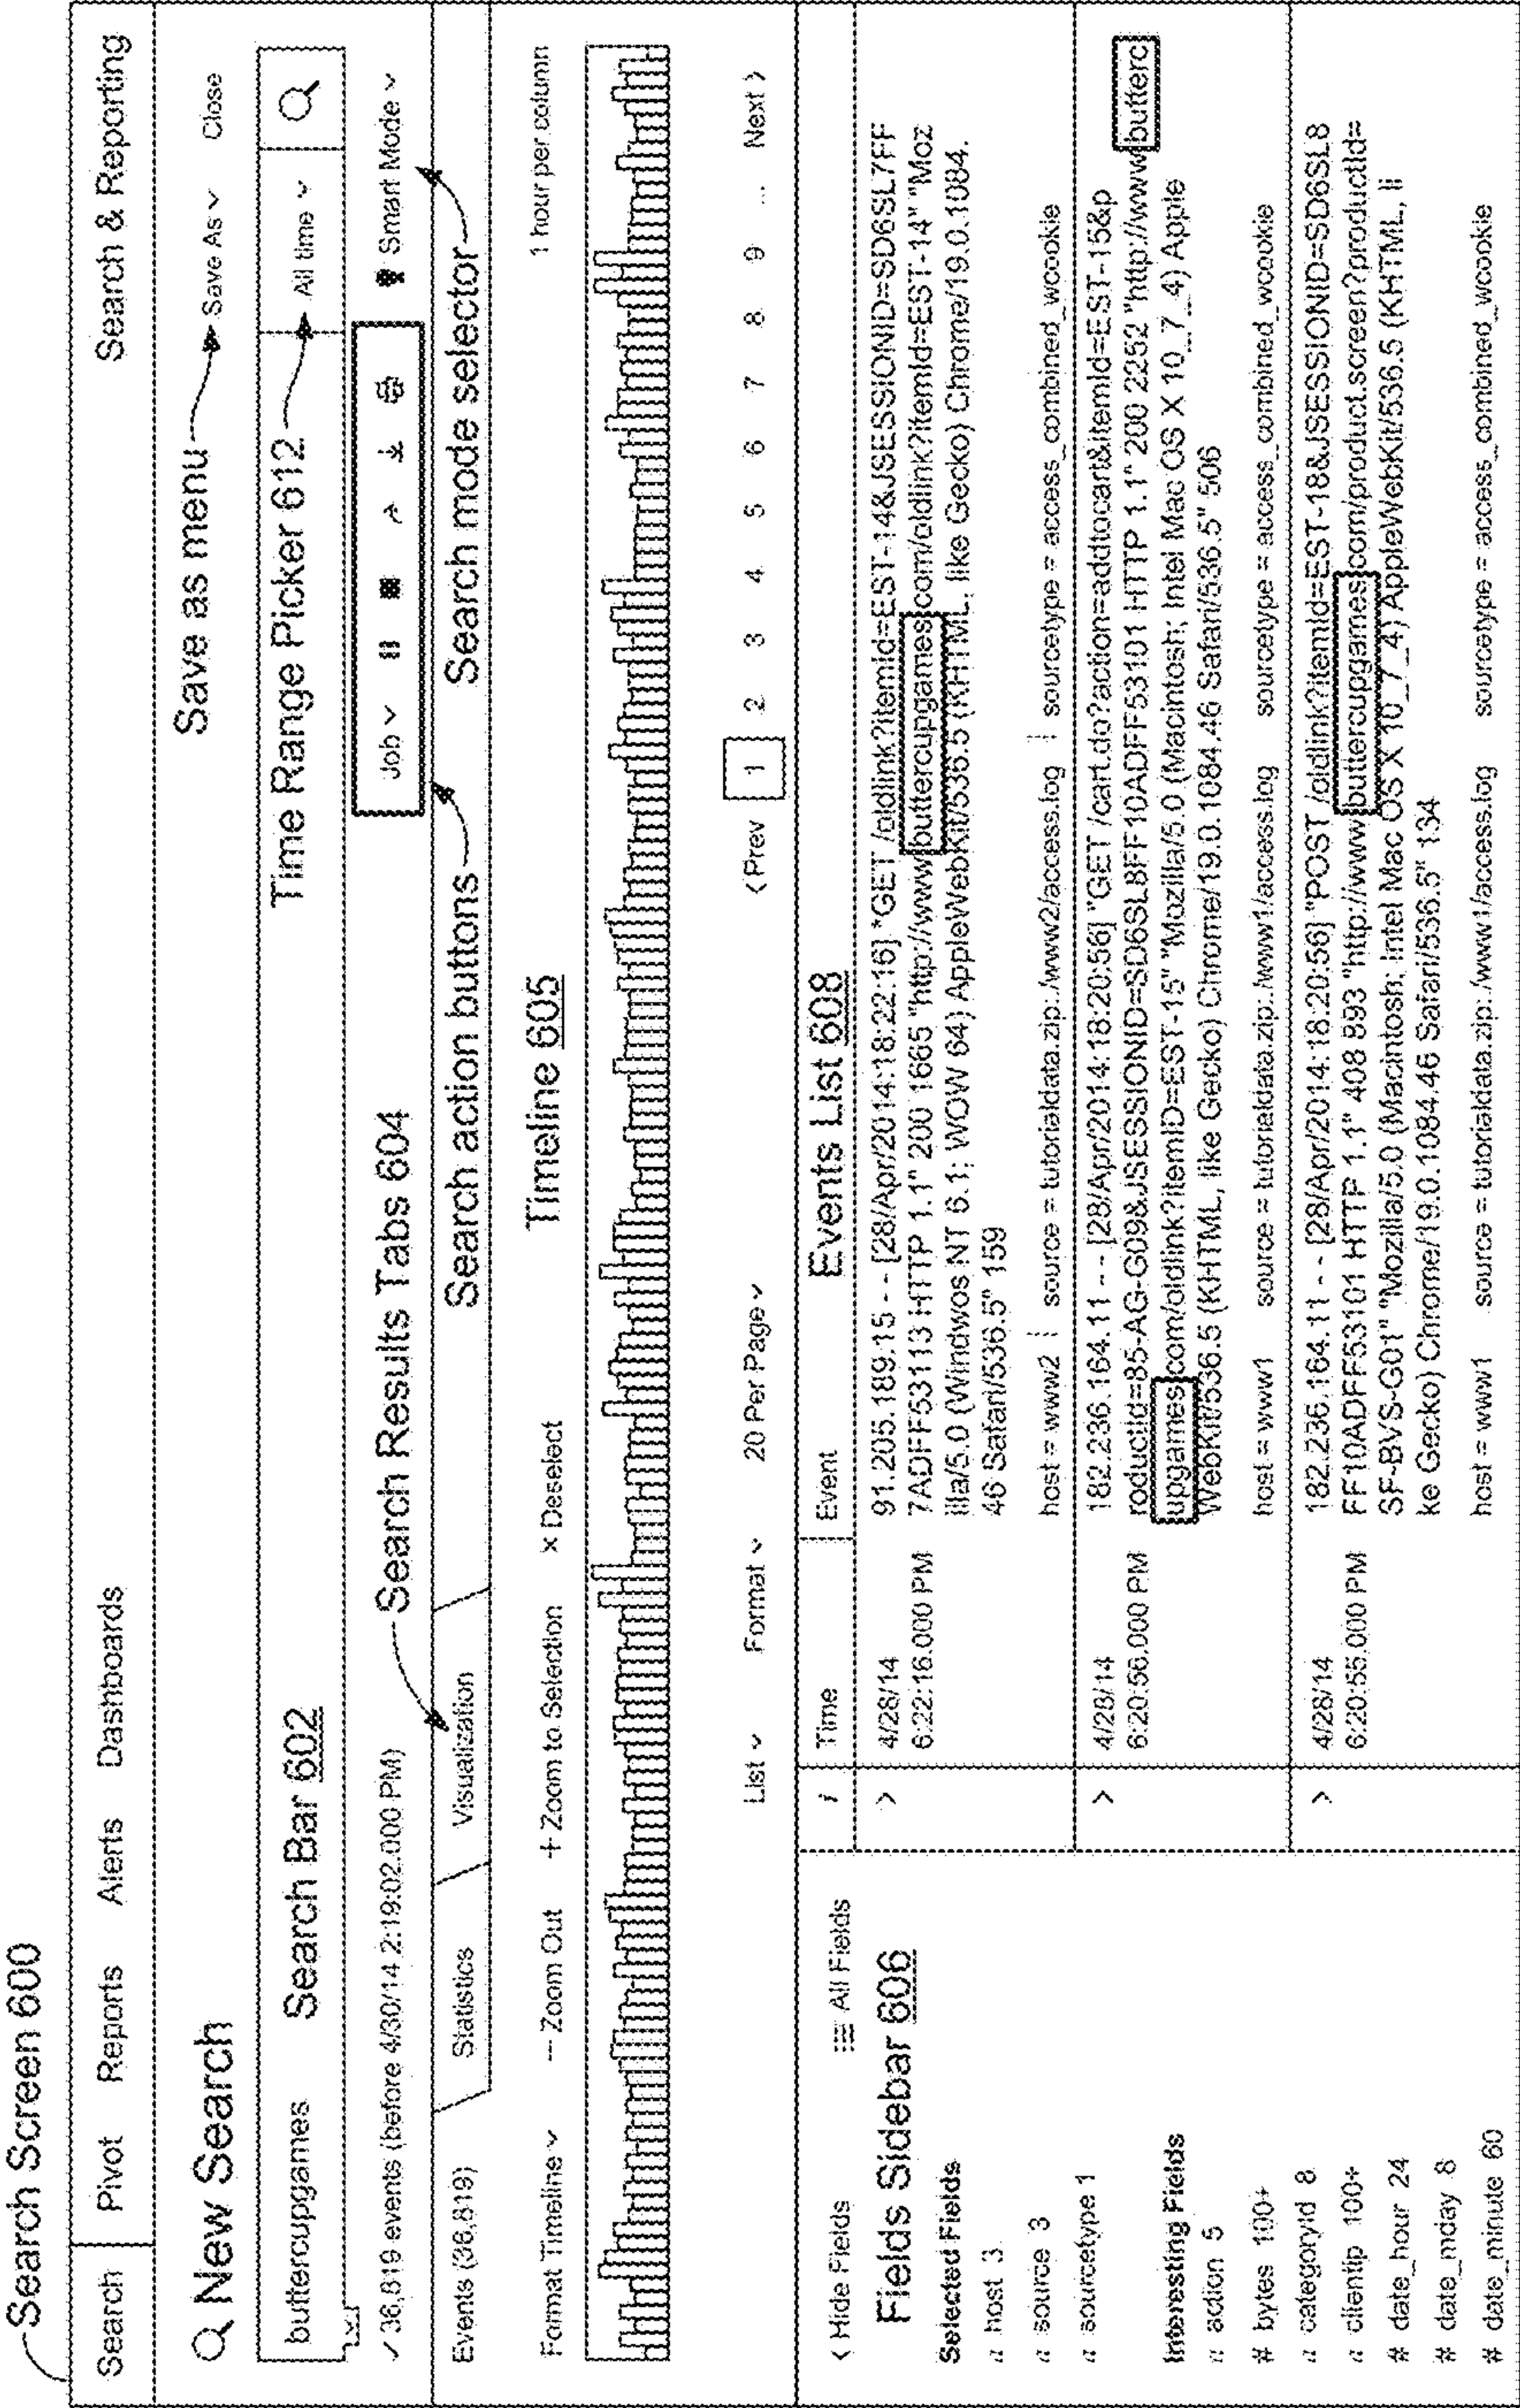 Search Screen 600
Search Pivot Reports Alerts Dashboards Search & Reporting
New Search Save as menu Save As Close
buttercupgames Search Bar 602 Time Range Picker 612 All time
✓ 36,819 events (before 4/30/14 2:19:02.000 PM) Search Results Tabs 604 Job Smart Mode
Events (36,819) Statistics Visualization Search action buttons Search mode selector
Format Timeline — Zoom Out + Zoom to Selection × Deselect Timeline 605 1 hour per column
List Format 20 Per Page < Prev 1 2 3 4 5 6 7 8 9 ... Next >
< Hide Fields All Fields i Time Event Events List 608
Fields Sidebar 606
Selected Fields
a host 3
a source 3
a sourcetype 1
Interesting Fields
a action 5
# bytes 100+
a categoryId 8
a clientip 100+
# date_hour 24
# date_mday 8
# date_minute 60
> 4/28/14
6:22:16.000 PM
91.205.189.15 - - [28/Apr/2014:18:22:16] "GET /oldlink?itemId=EST-14&JSESSIONID=SD6SL7FF
7ADFF53113 HTTP 1.1" 200 1665 "http://www.buttercupgames.com/oldlink?itemId=EST-14" "Moz
illa/5.0 (Windwos NT 6.1; WOW 64) AppleWebKit/536.5 (KHTML, like Gecko) Chrome/19.0.1084.
46 Safari/536.5" 159
host = www2 | source = tutorialdata.zip:./www2/access.log | sourcetype = access_combined_wcookie
> 4/28/14
6:20:56.000 PM
182.236.164.11 - - [28/Apr/2014:18:20:56] "GET /cart.do?action=addtocart&itemId=EST-15&p
roductId=85-AG-G09&JSESSIONID=SD6SL8FF10ADFF53101 HTTP 1.1" 200 2252 "http://www.butterc
upgames.com/oldlink?itemID=EST-15" "Mozilla/5.0 (Macintosh; Intel Mac OS X 10_7_4) Apple
WebKit/536.5 (KHTML, like Gecko) Chrome/19.0.1084.46 Safari/536.5" 506
host = www1 source = tutorialdata.zip:./www1/access.log sourcetype = access_combined_wcookie
> 4/28/14
6:20:55.000 PM
182.236.164.11 - - [28/Apr/2014:18:20:56] "POST /oldlink?itemId=EST-18&JSESSIONID=SD6SL8
FF10ADFF53101 HTTP 1.1" 408 893 "http://www.buttercupgames.com/product.screen?productId=
SF-BVS-G01" "Mozilla/5.0 (Macintosh; Intel Mac OS X 10_7_4) AppleWebKit/536.5 (KHTML, li
ke Gecko) Chrome/19.0.1084.46 Safari/536.5" 134
host = www1 source = tutorialdata.zip:./www1/access.log sourcetype = access_combined_wcookie